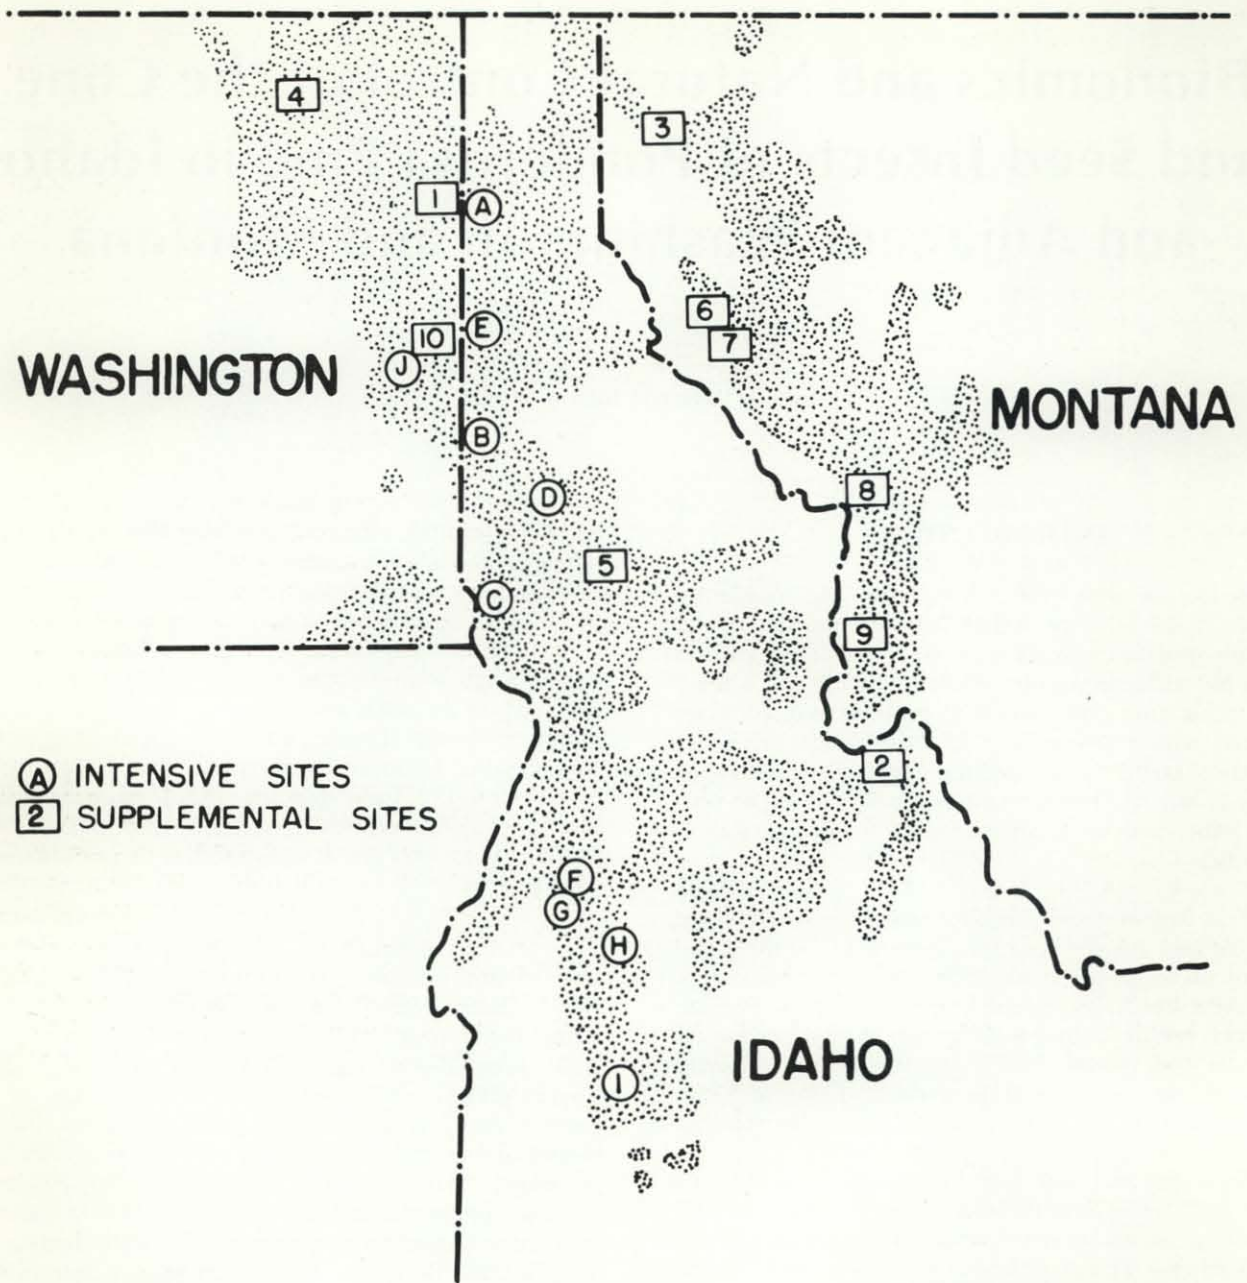 4
3
1 A
6
10 E
7
J
WASHINGTON
MONTANA
B
8
D
5
C
9
2
A INTENSIVE SITES
2 SUPPLEMENTAL SITES
F
G
H
IDAHO
I